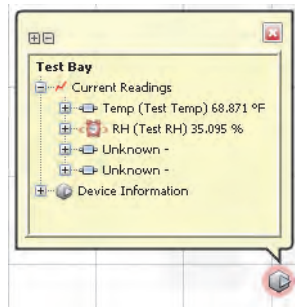 Test Bay
Current Readings
Temp (Test Temp) 68.871 °F
RH (Test RH) 35.095 %
Unknown -
Unknown -
Device Information